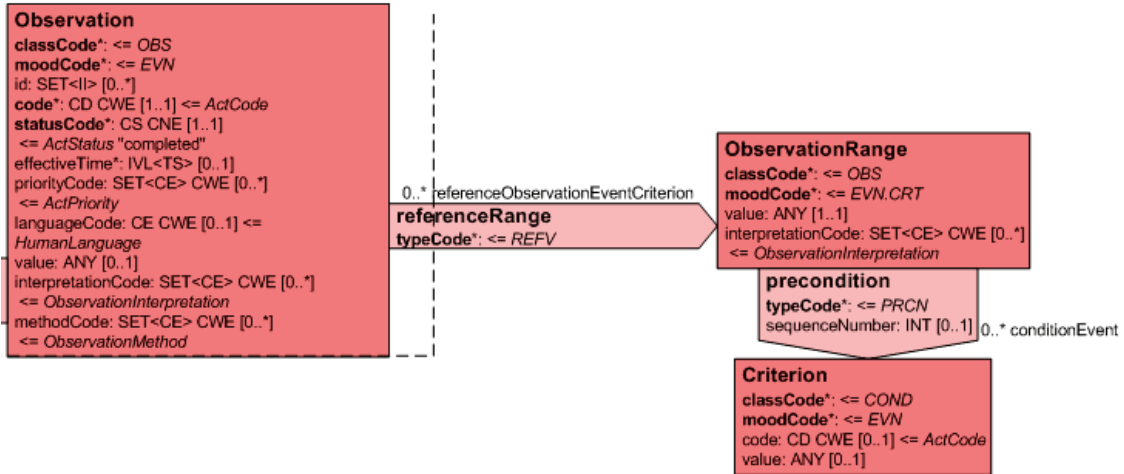 Observation
classCode*: <= OBS
moodCode*: <= EVN
id: SET<II> [0..*]
code*: CD CWE [1..1] <= ActCode
statusCode*: CS CNE [1..1]
<= ActStatus "completed"
effectiveTime*: IVL<TS> [0..1]
priorityCode: SET<CE> CWE [0..*]
<= ActPriority
languageCode: CE CWE [0..1] <=
HumanLanguage
value: ANY [0..1]
interpretationCode: SET<CE> CWE [0..*]
<= ObservationInterpretation
methodCode: SET<CE> CWE [0..*]
<= ObservationMethod
0..* referenceObservationEventCriterion
referenceRange
typeCode*: <= REFV
ObservationRange
classCode*: <= OBS
moodCode*: <= EVN.CRT
value: ANY [1..1]
interpretationCode: SET<CE> CWE [0..*]
<= ObservationInterpretation
precondition
typeCode*: <= PRCN
sequenceNumber: INT [0..1]
0..* conditionEvent
Criterion
classCode*: <= COND
moodCode*: <= EVN
code: CD CWE [0..1] <= ActCode
value: ANY [0..1]